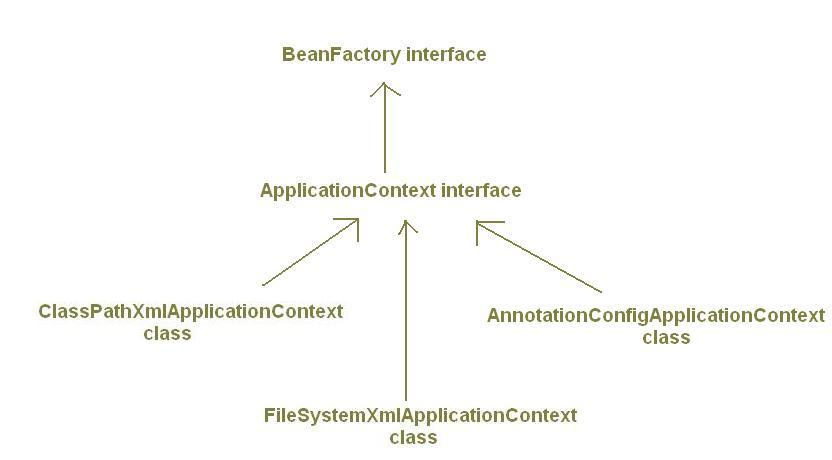 BeanFactory interface
ApplicationContext interface
ClassPathXmlApplicationContext
class
AnnotationConfigApplicationContext
class
FileSystemXmlApplicationContext
class